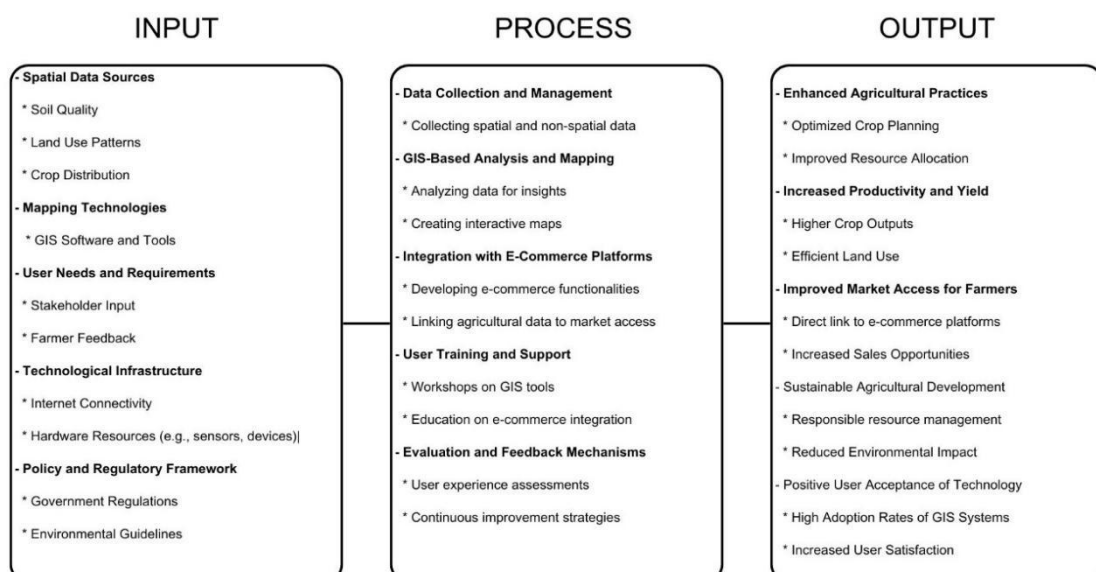 INPUT
- Spatial Data Sources
* Soil Quality
* Land Use Patterns
* Crop Distribution
- Mapping Technologies
* GIS Software and Tools
- User Needs and Requirements
* Stakeholder Input
* Farmer Feedback
- Technological Infrastructure
* Internet Connectivity
* Hardware Resources (e.g., sensors, devices)|
- Policy and Regulatory Framework
* Government Regulations
* Environmental Guidelines
PROCESS
- Data Collection and Management
* Collecting spatial and non-spatial data
- GIS-Based Analysis and Mapping
* Analyzing data for insights
* Creating interactive maps
- Integration with E-Commerce Platforms
* Developing e-commerce functionalities
* Linking agricultural data to market access
- User Training and Support
* Workshops on GIS tools
* Education on e-commerce integration
- Evaluation and Feedback Mechanisms
* User experience assessments
* Continuous improvement strategies
OUTPUT
- Enhanced Agricultural Practices
* Optimized Crop Planning
* Improved Resource Allocation
- Increased Productivity and Yield
* Higher Crop Outputs
* Efficient Land Use
- Improved Market Access for Farmers
* Direct link to e-commerce platforms
* Increased Sales Opportunities
- Sustainable Agricultural Development
* Responsible resource management
* Reduced Environmental Impact
- Positive User Acceptance of Technology
* High Adoption Rates of GIS Systems
* Increased User Satisfaction